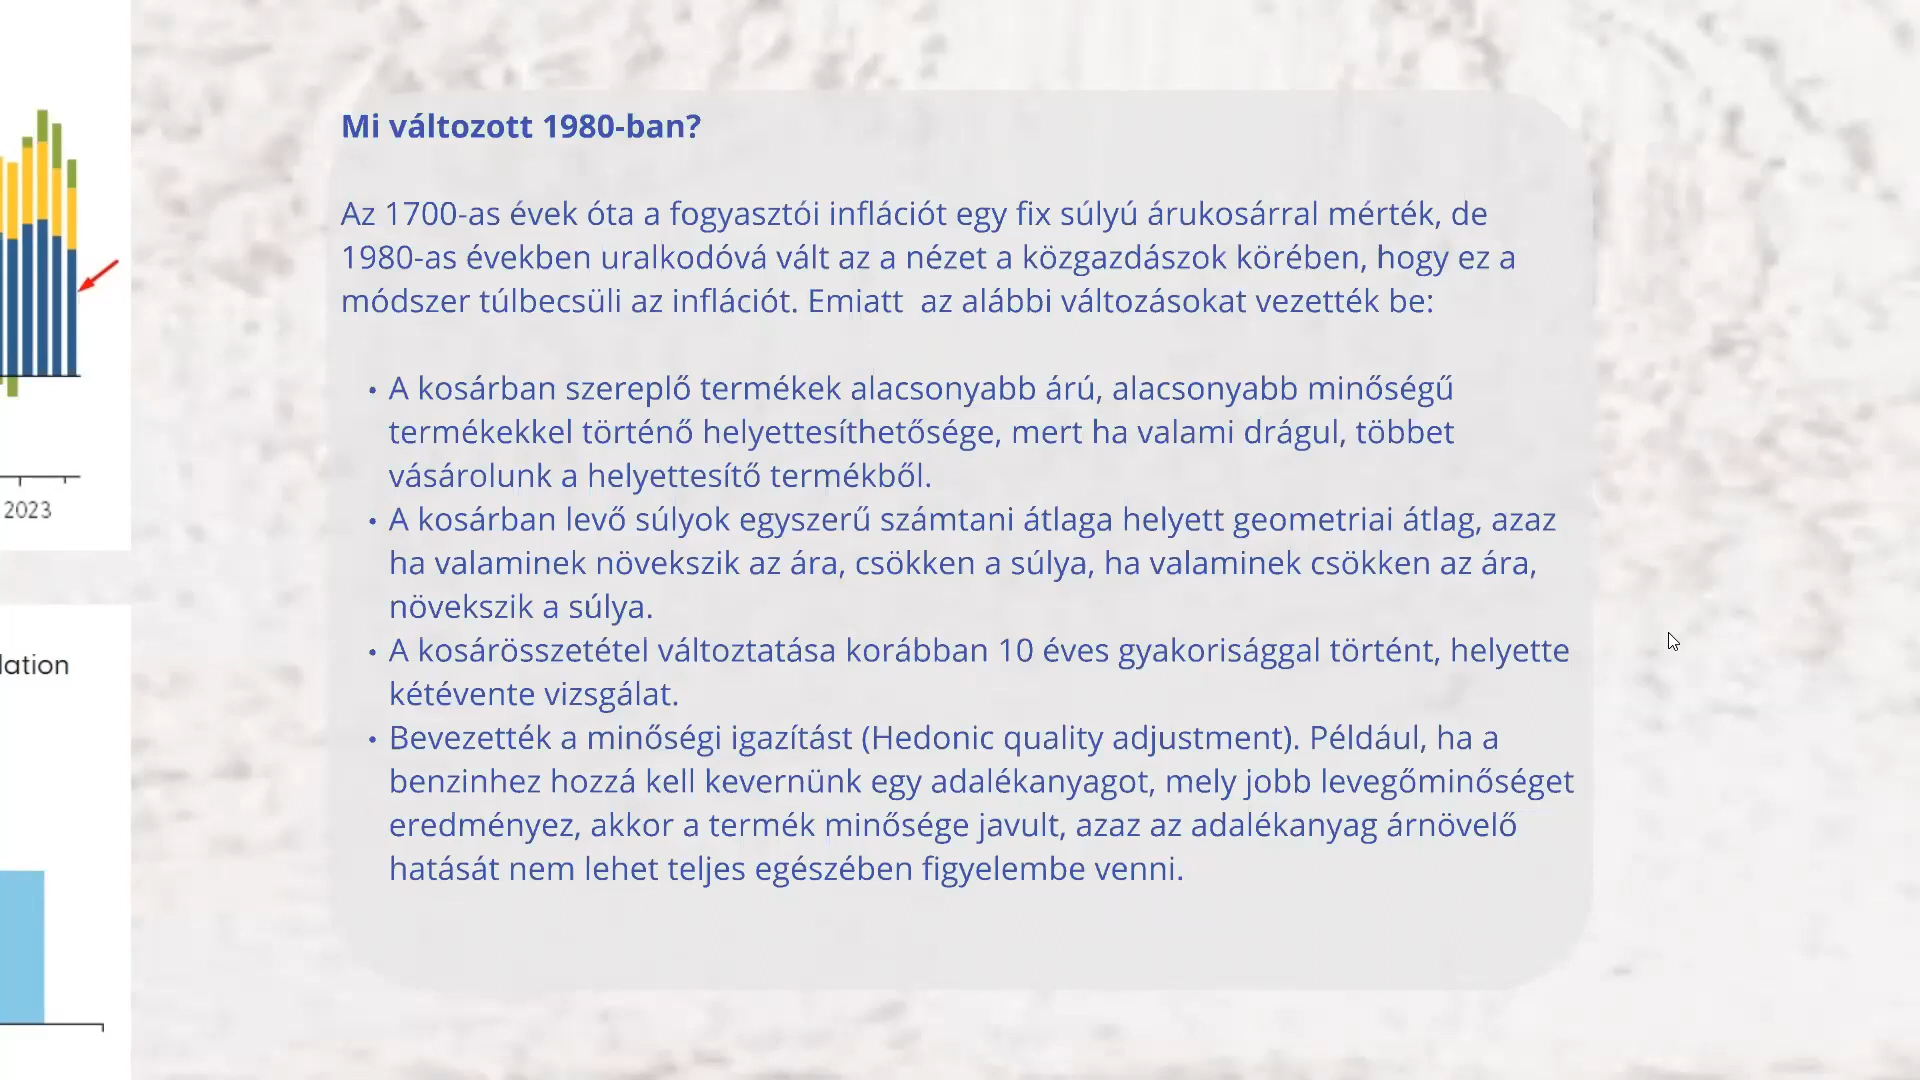 Mi változott 1980-ban?
Az 1700-as évek óta a fogyasztói inflációt egy fix súlyú árukosárral mérték, de
1980-as években uralkodóvá vált az a nézet a közgazdászok körében, hogy ez a
módszer túlbecsüli az inflációt. Emiatt  az alábbi változásokat vezették be:
• A kosárban szereplő termékek alacsonyabb árú, alacsonyabb minőségű
termékekkel történő helyettesíthetősége, mert ha valami drágul, többet
vásárolunk a helyettesítő termékből.
• A kosárban levő súlyok egyszerű számtani átlaga helyett geometriai átlag, azaz
ha valaminek növekszik az ára, csökken a súlya, ha valaminek csökken az ára,
növekszik a súlya.
• A kosárösszetétel változtatása korábban 10 éves gyakorisággal történt, helyette
kétévente vizsgálat.
• Bevezették a minőségi igazítást (Hedonic quality adjustment). Például, ha a
benzinhez hozzá kell kevernünk egy adalékanyagot, mely jobb levegőminőséget
eredményez, akkor a termék minősége javult, azaz az adalékanyag árnövelő
hatását nem lehet teljes egészében figyelembe venni.
2023
lation